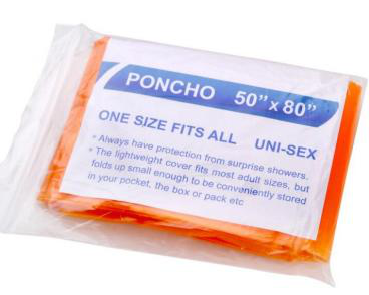 PONCHO 50” x 80”
ONE SIZE FITS ALL UNI-SEX
* Always have protection from surprise showers.
* The lightweight cover fits most adult sizes, but
folds up small enough to be conveniently stored
in your pocket, the box or pack etc